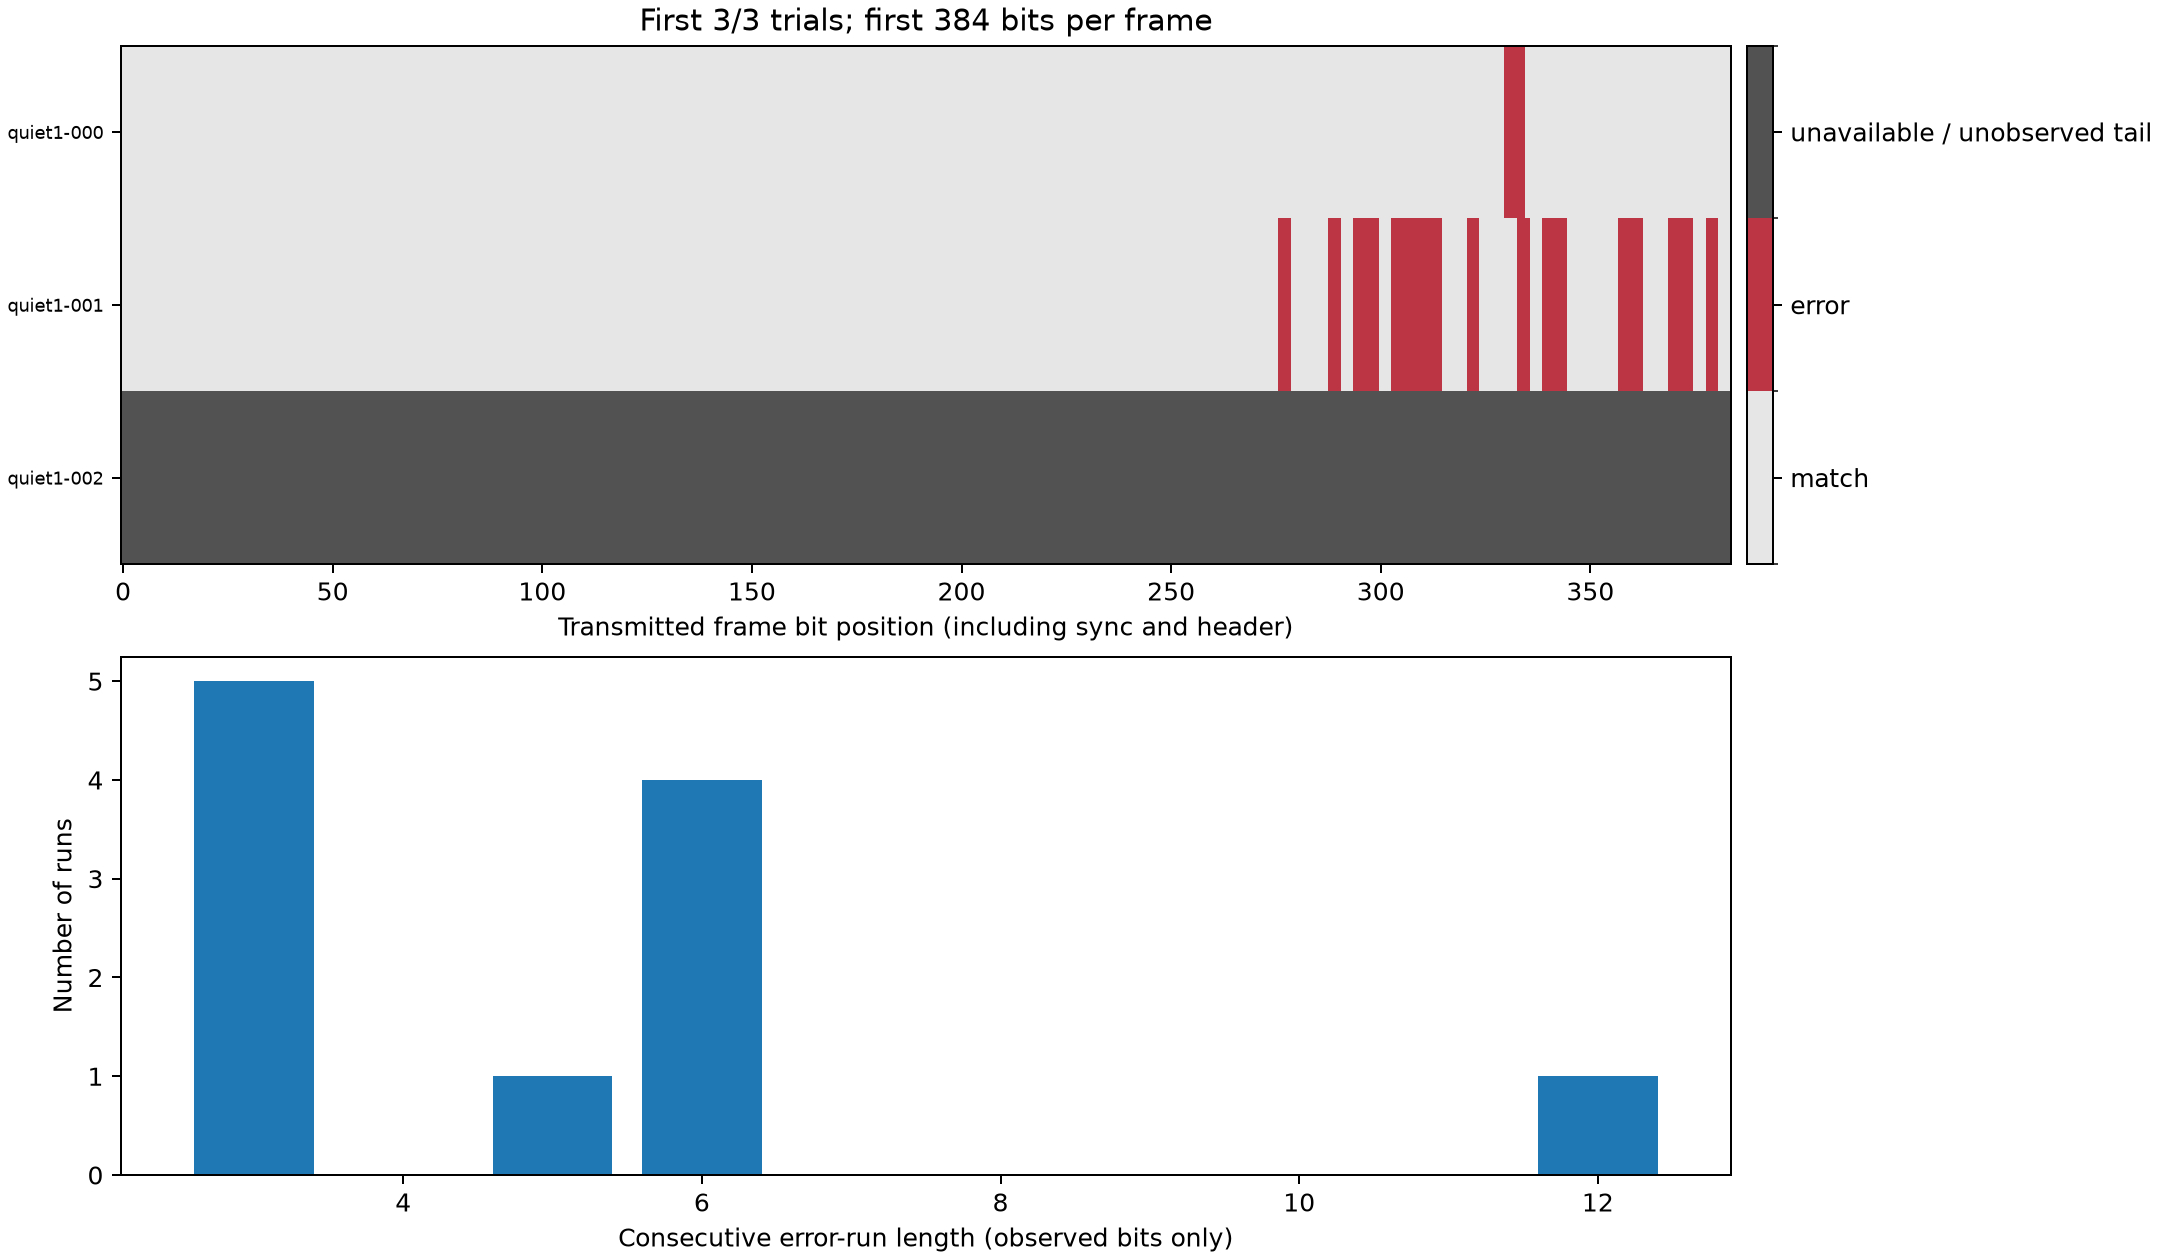 First 3/3 trials; first 384 bits per frame
quiet1-000
quiet1-001
quiet1-002
unavailable / unobserved tail
error
match
0 50 100 150 200 250 300 350
Transmitted frame bit position (including sync and header)
5
4
3
2
1
0
Number of runs
4 6 8 10 12
Consecutive error-run length (observed bits only)